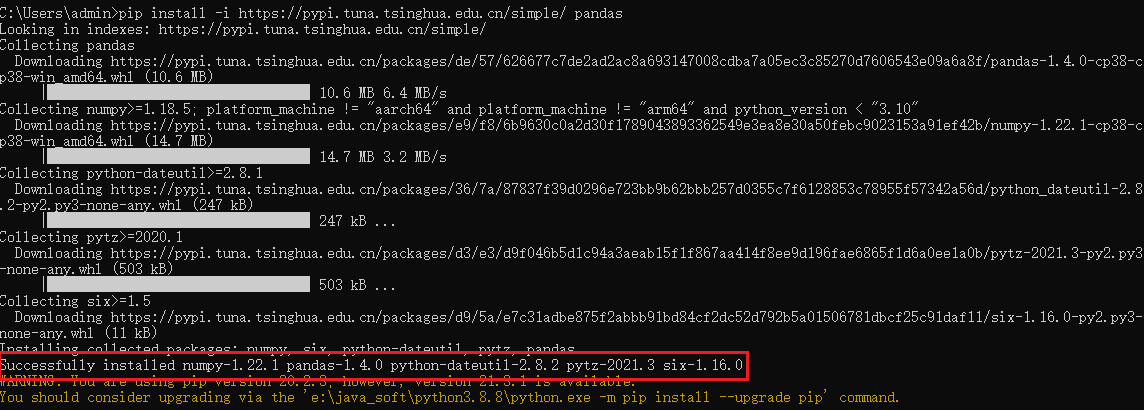 C:\Users\admin>pip install -i https://pypi.tuna.tsinghua.edu.cn/simple/ pandas
Looking in indexes: https://pypi.tuna.tsinghua.edu.cn/simple/
Collecting pandas
Downloading https://pypi.tuna.tsinghua.edu.cn/packages/de/57/626677c7de2ad2ac8a693147008cdba7a05ec3c85270d7606543e09a6a8f/pandas-1.4.0-cp38-c
p38-win_amd64.whl (10.6 MB)
10.6 MB 6.4 MB/s
Collecting numpy>=1.18.5; platform_machine != "aarch64" and platform_machine != "arm64" and python_version < "3.10"
Downloading https://pypi.tuna.tsinghua.edu.cn/packages/e9/f8/6b9630c0a2d30f1789043893362549e3ea8e30a50febc9023153a91ef42b/numpy-1.22.1-cp38-c
p38-win_amd64.whl (14.7 MB)
14.7 MB 3.2 MB/s
Collecting python-dateutil>=2.8.1
Downloading https://pypi.tuna.tsinghua.edu.cn/packages/36/7a/87837f39d0296e723bb9b62bbb257d0355c7f6128853c78955f57342a56d/python_dateutil-2.8
.2-py2.py3-none-any.whl (247 kB)
247 kB ...
Collecting pytz>=2020.1
Downloading https://pypi.tuna.tsinghua.edu.cn/packages/d3/e3/d9f046b5d1c94a3aeab15f1f867aa414f8ee9d196fae6865f1d6a0ee1a0b/pytz-2021.3-py2.py3
-none-any.whl (503 kB)
503 kB ...
Collecting six>=1.5
Downloading https://pypi.tuna.tsinghua.edu.cn/packages/d9/5a/e7c31adbe875f2abbb91bd84cf2dc52d792b5a01506781dbcf25c91daf11/six-1.16.0-py2.py3-
none-any.whl (11 kB)
Installing collected packages: numpy, six, python-dateutil, pytz, pandas
Successfully installed numpy-1.22.1 pandas-1.4.0 python-dateutil-2.8.2 pytz-2021.3 six-1.16.0
WARNING: You are using pip version 20.2.3; however, version 21.3.1 is available.
You should consider upgrading via the 'e:\java_soft\python3.8.8\python.exe -m pip install --upgrade pip' command.